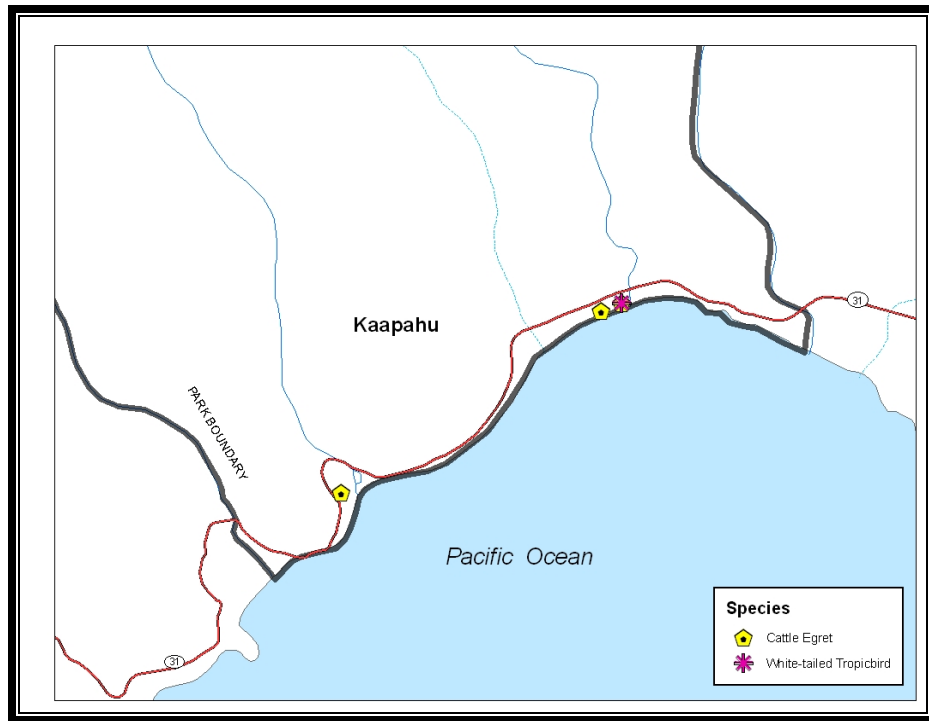 31
Kaapahu
PARK BOUNDARY
Pacific Ocean
31
Species
Cattle Egret
White-tailed Tropicbird